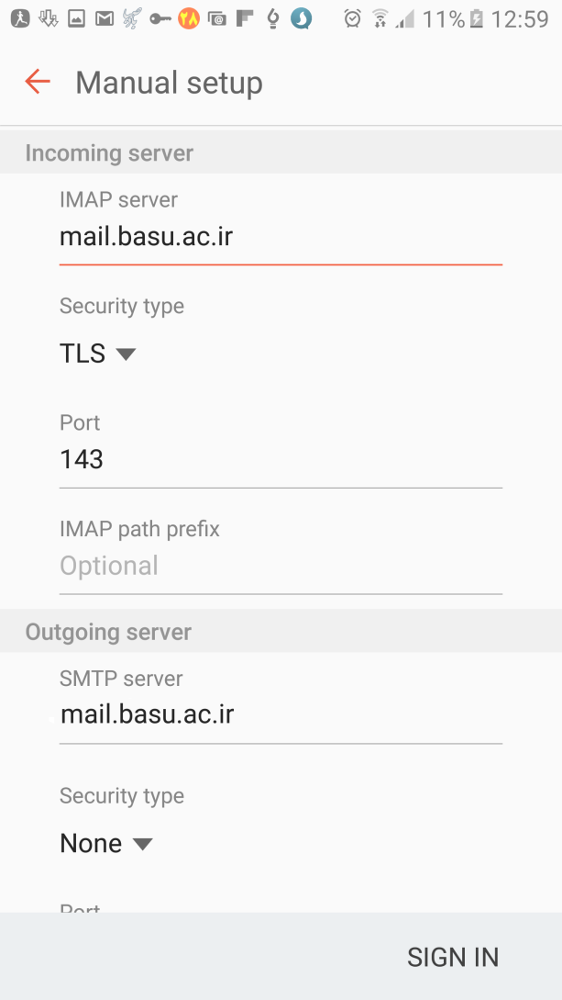 ۲۸ 11% 12:59
Manual setup
Incoming server
IMAP server
mail.basu.ac.ir
Security type
TLS
Port
143
IMAP path prefix
Optional
Outgoing server
SMTP server
mail.basu.ac.ir
Security type
None
Port
SIGN IN